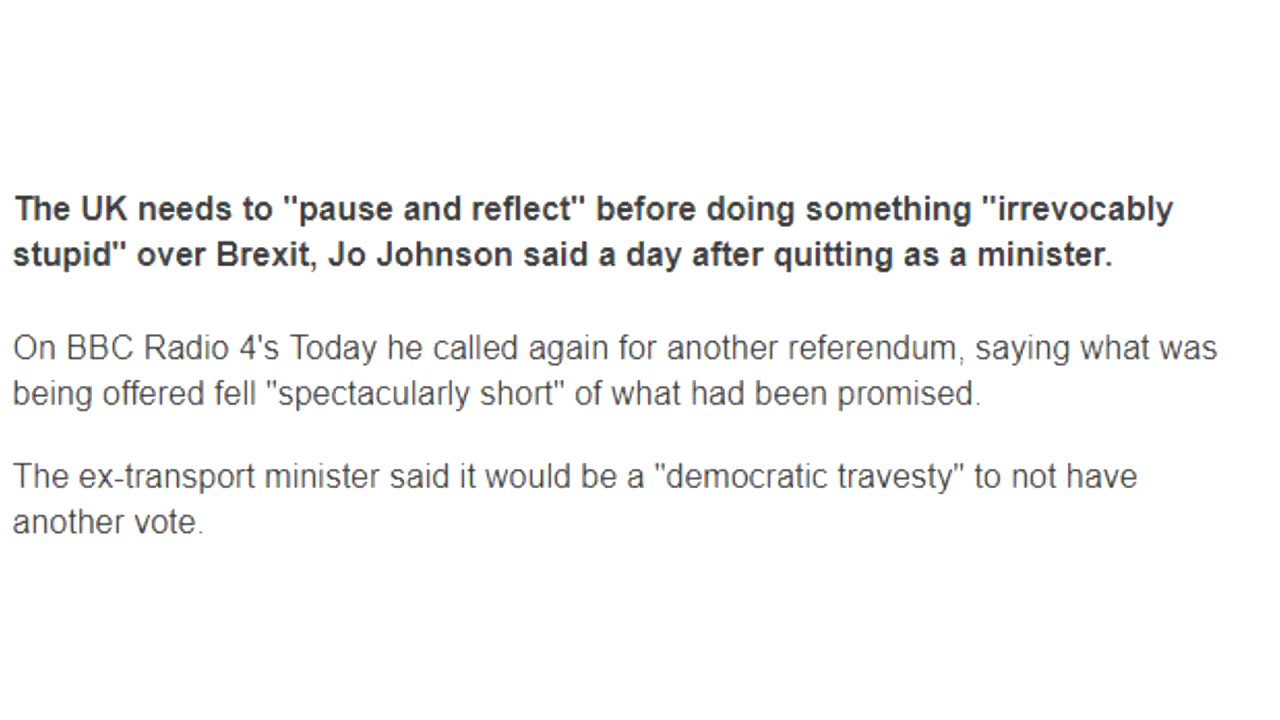 The UK needs to "pause and reflect" before doing something "irrevocably
stupid" over Brexit, Jo Johnson said a day after quitting as a minister.
On BBC Radio 4's Today he called again for another referendum, saying what was
being offered fell "spectacularly short" of what had been promised.
The ex-transport minister said it would be a "democratic travesty" to not have
another vote.